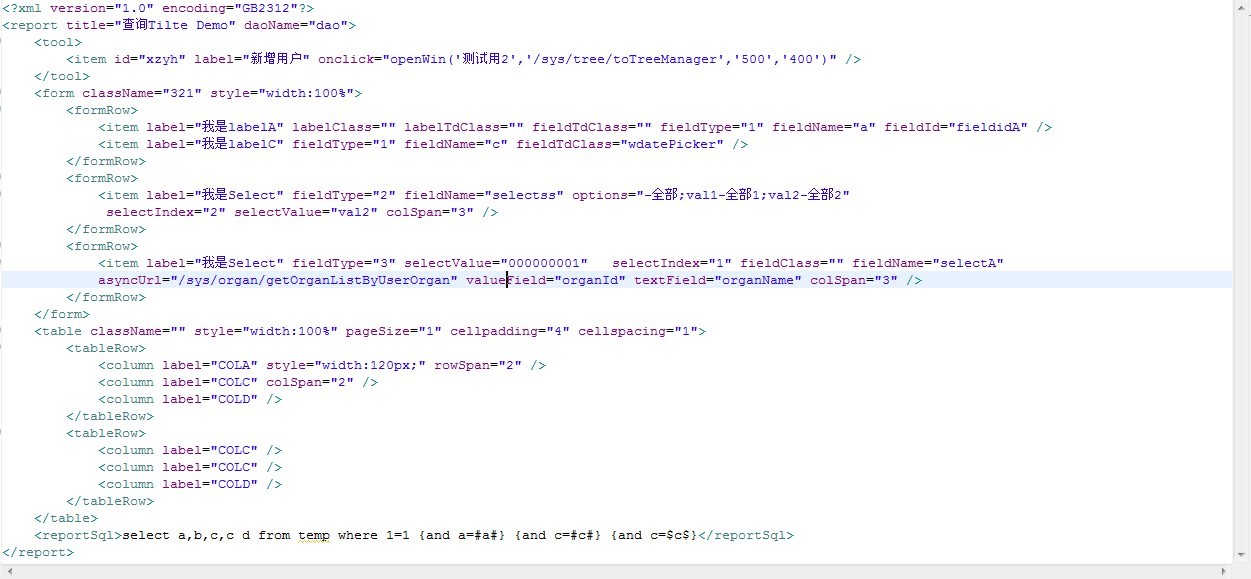 <?xml version="1.0" encoding="GB2312"?>
<report title="查询Tilte Demo" daoName="dao">
<tool>
<item id="xzyh" label="新增用户" onclick="openWin('测试用2','/sys/tree/toTreeManager','500','400')" />
</tool>
<form className="321" style="width:100%">
<formRow>
<item label="我是labelA" labelClass="" labelTdClass="" fieldTdClass="" fieldType="1" fieldName="a" fieldId="fieldidA" />
<item label="我是labelC" fieldType="1" fieldName="c" fieldTdClass="wdatePicker" />
</formRow>
<formRow>
<item label="我是Select" fieldType="2" fieldName="selectss" options="-全部;val1-全部1;val2-全部2"
selectIndex="2" selectValue="val2" colSpan="3" />
</formRow>
<formRow>
<item label="我是Select" fieldType="3" selectValue="000000001"   selectIndex="1" fieldClass="" fieldName="selectA"
asyncUrl="/sys/organ/getOrganListByUserOrgan" valueField="organId" textField="organName" colSpan="3" />
</formRow>
</form>
<table className="" style="width:100%" pageSize="1" cellpadding="4" cellspacing="1">
<tableRow>
<column label="COLA" style="width:120px;" rowSpan="2" />
<column label="COLC" colSpan="2" />
<column label="COLD" />
</tableRow>
<tableRow>
<column label="COLC" />
<column label="COLC" />
<column label="COLD" />
</tableRow>
</table>
<reportSql>select a,b,c,c d from temp where 1=1 {and a=#a#} {and c=#c#} {and c=$c$}</reportSql>
</report>